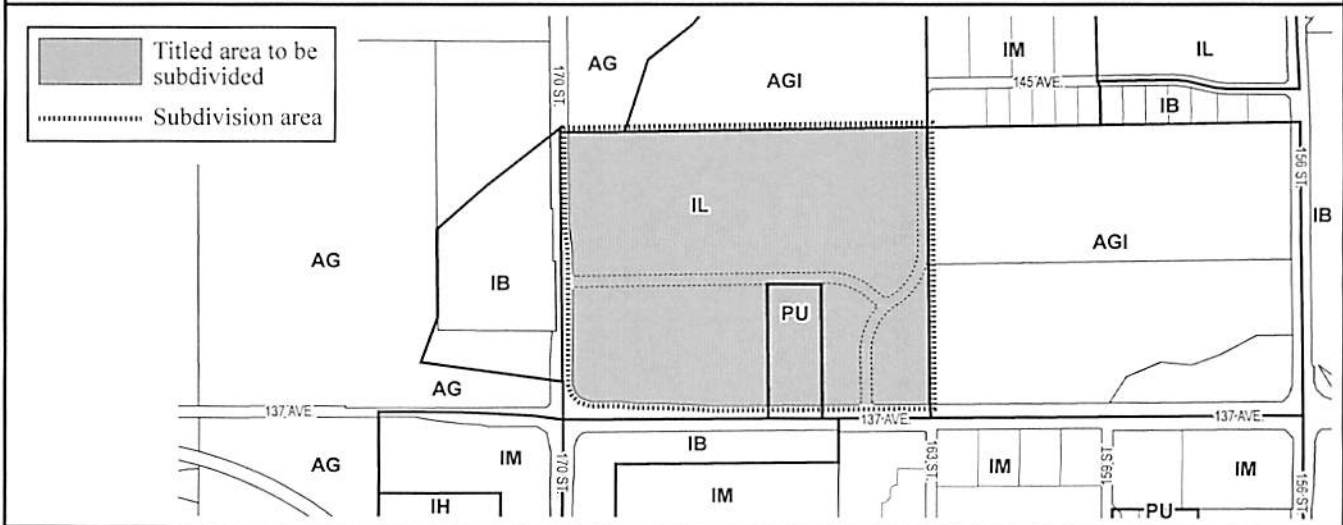 Titled area to be
subdivided
Subdivision area
170 ST.
AG
AGI
IM
IL
145 AVE.
IB
156 ST.
IB
IL
AG
IB
AGI
PU
AG
137 AVE.
137 AVE.
137 AVE.
AG
IM
170 ST.
IB
163 ST.
IM
159 ST.
IM
156 ST.
IH
IM
PU